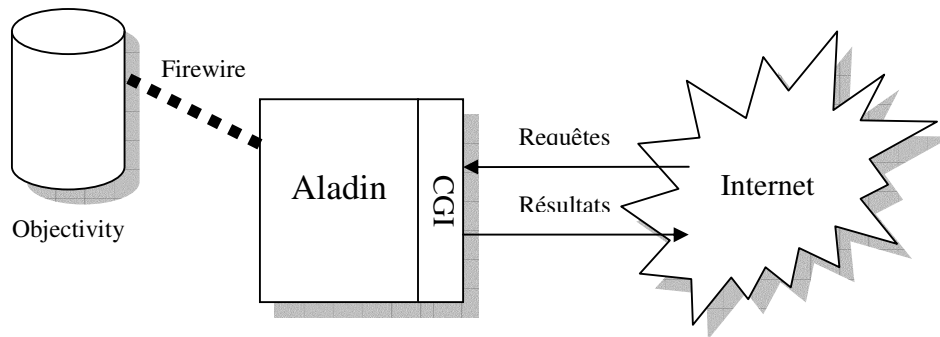 Firewire
Objectivity
Aladin
CGI
Requêtes
Résultats
Internet